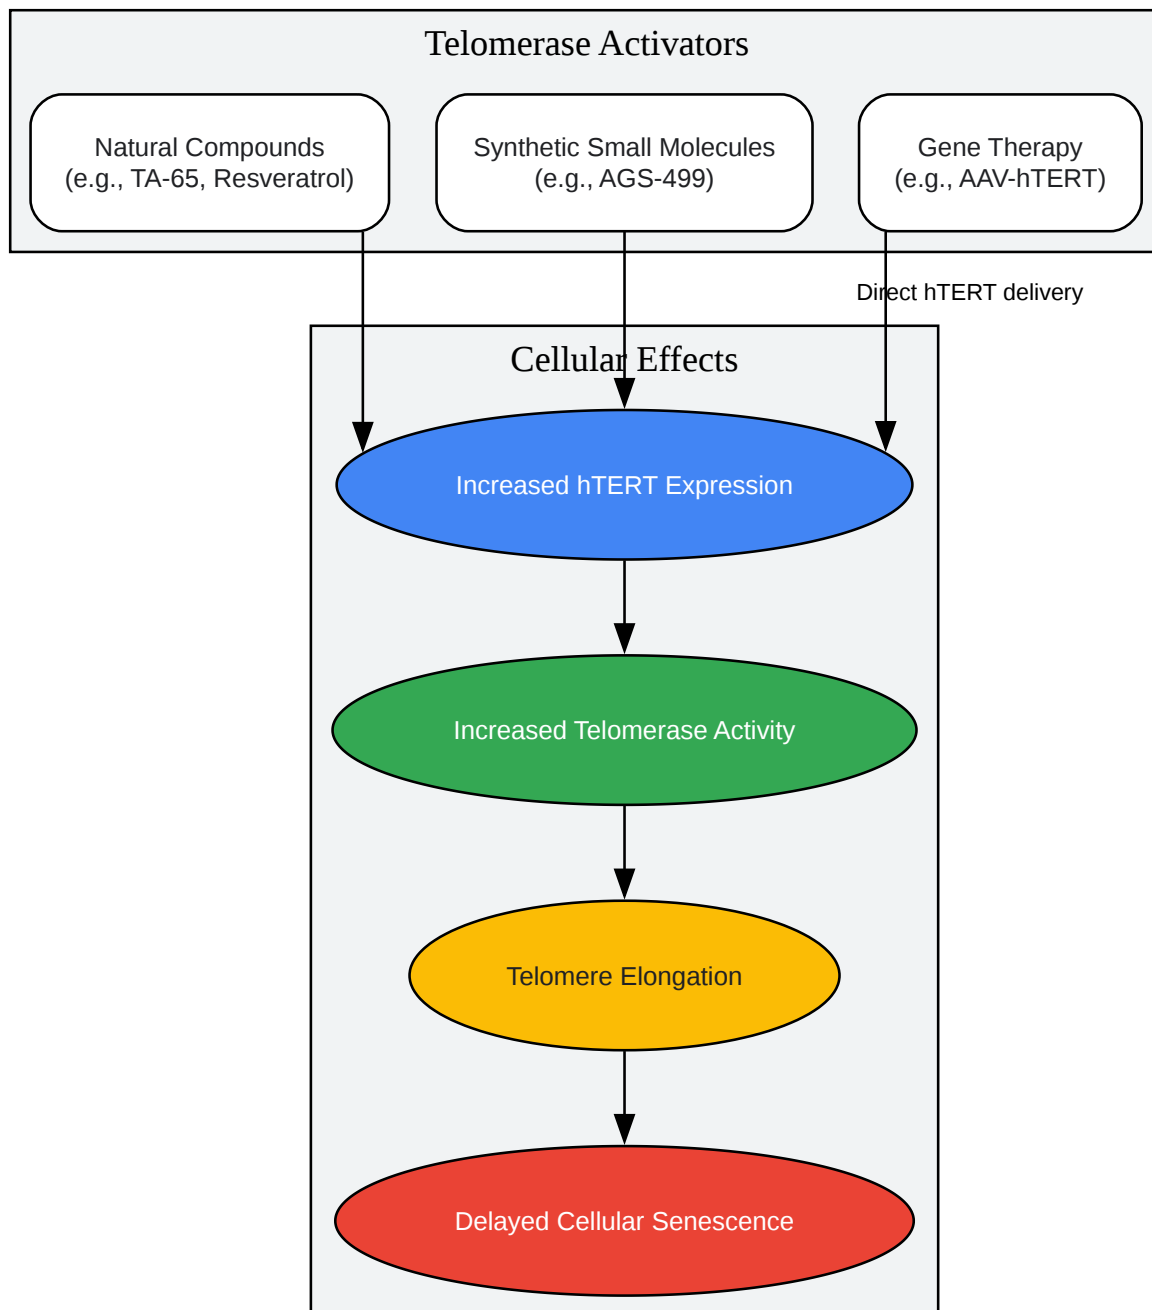 Telomerase Activators
Natural Compounds
(e.g., TA-65, Resveratrol)
Synthetic Small Molecules
(e.g., AGS-499)
Gene Therapy
(e.g., AAV-hTERT)
Direct hTERT delivery
Cellular Effects
Increased hTERT Expression
Increased Telomerase Activity
Telomere Elongation
Delayed Cellular Senescence